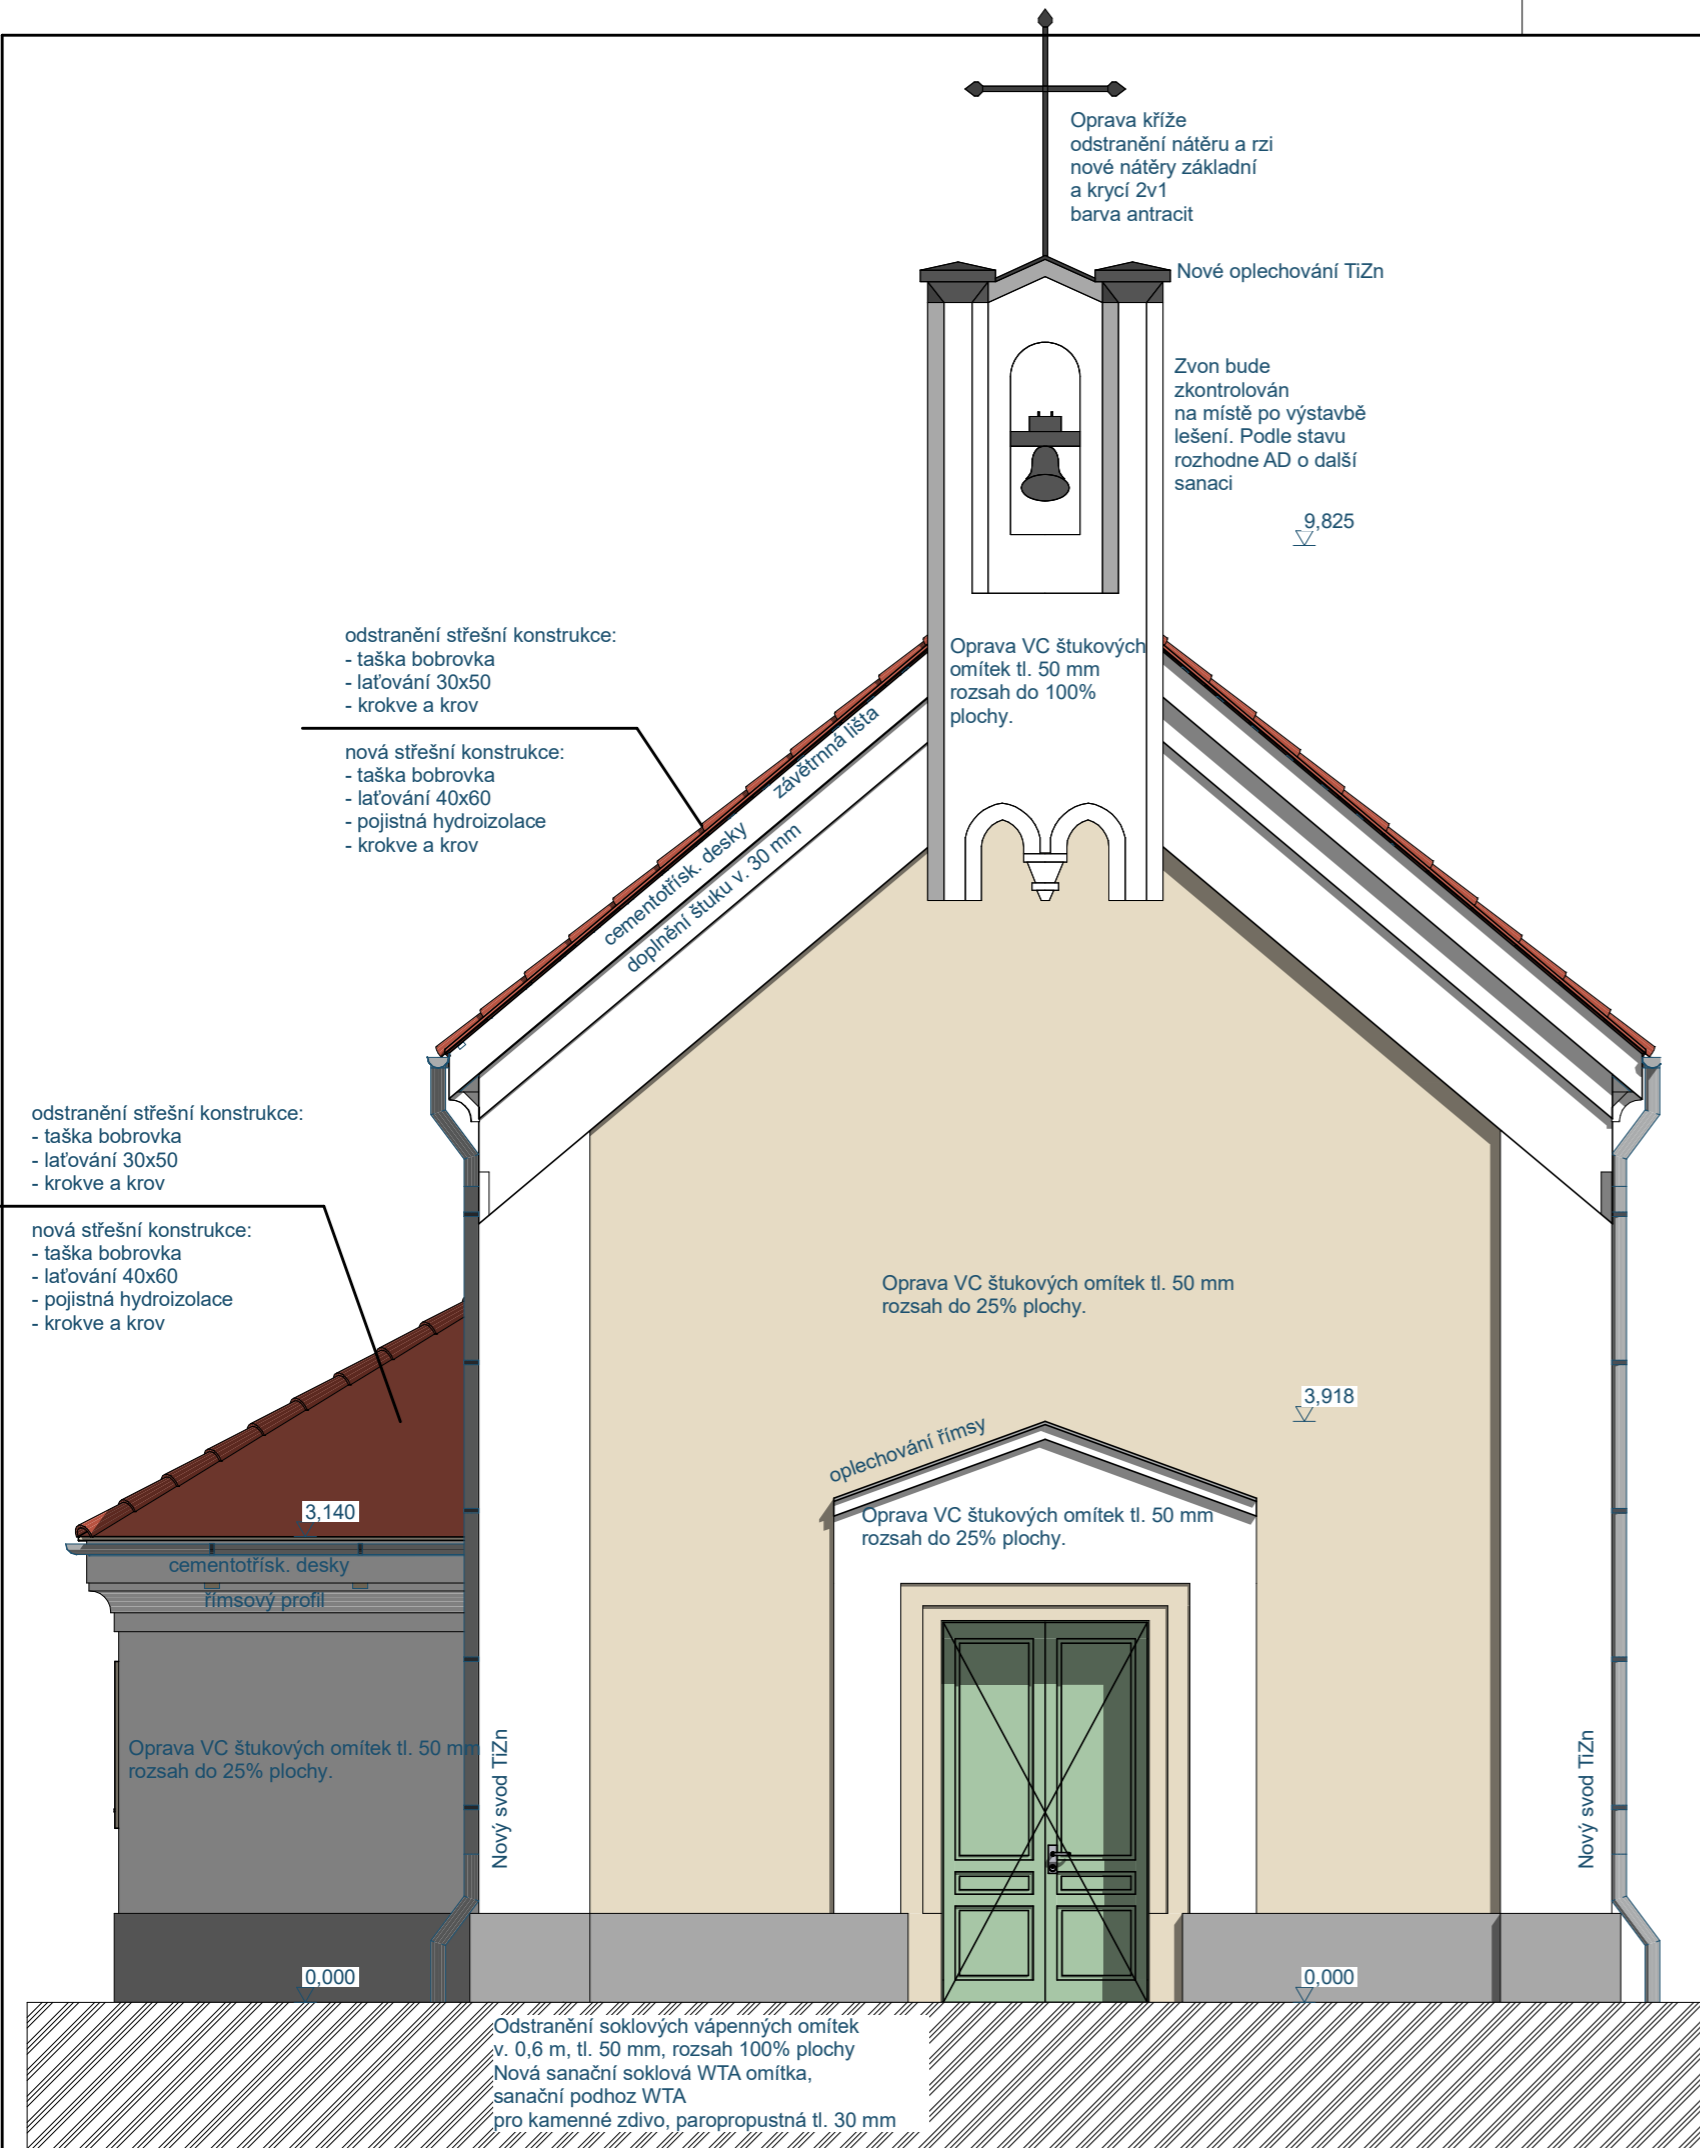 Oprava kříže
odstranění nátěru a rzi
nové nátěry základní
a krycí 2v1
barva antracit
Nové oplechování TiZn
Zvon bude
zkontrolován
na místě po výstavbě
lešení. Podle stavu
rozhodne AD o další
sanaci
9,825
odstranění střešní konstrukce:
- taška bobrovka
- laťování 30x50
- krokve a krov
nová střešní konstrukce:
- taška bobrovka
- laťování 40x60
- pojistná hydroizolace
- krokve a krov
Oprava VC štukových
omítek tl. 50 mm
rozsah do 100%
plochy.
závětrnná lišta
cementotřísk. desky
doplnění štuku v. 30 mm
odstranění střešní konstrukce:
- taška bobrovka
- laťování 30x50
- krokve a krov
nová střešní konstrukce:
- taška bobrovka
- laťování 40x60
- pojistná hydroizolace
- krokve a krov
Oprava VC štukových omítek tl. 50 mm
rozsah do 25% plochy.
3,918
oplechování římsy
Oprava VC štukových omítek tl. 50 mm
rozsah do 25% plochy.
3,140
cementotřísk. desky
římsový profil
Oprava VC štukových omítek tl. 50 mm
rozsah do 25% plochy.
Nový svod TiZn
Nový svod TiZn
0,000
0,000
Odstranění soklových vápenných omítek
v. 0,6 m, tl. 50 mm, rozsah 100% plochy
Nová sanační soklová WTA omítka,
sanační podhoz WTA
pro kamenné zdivo, paropropustná tl. 30 mm